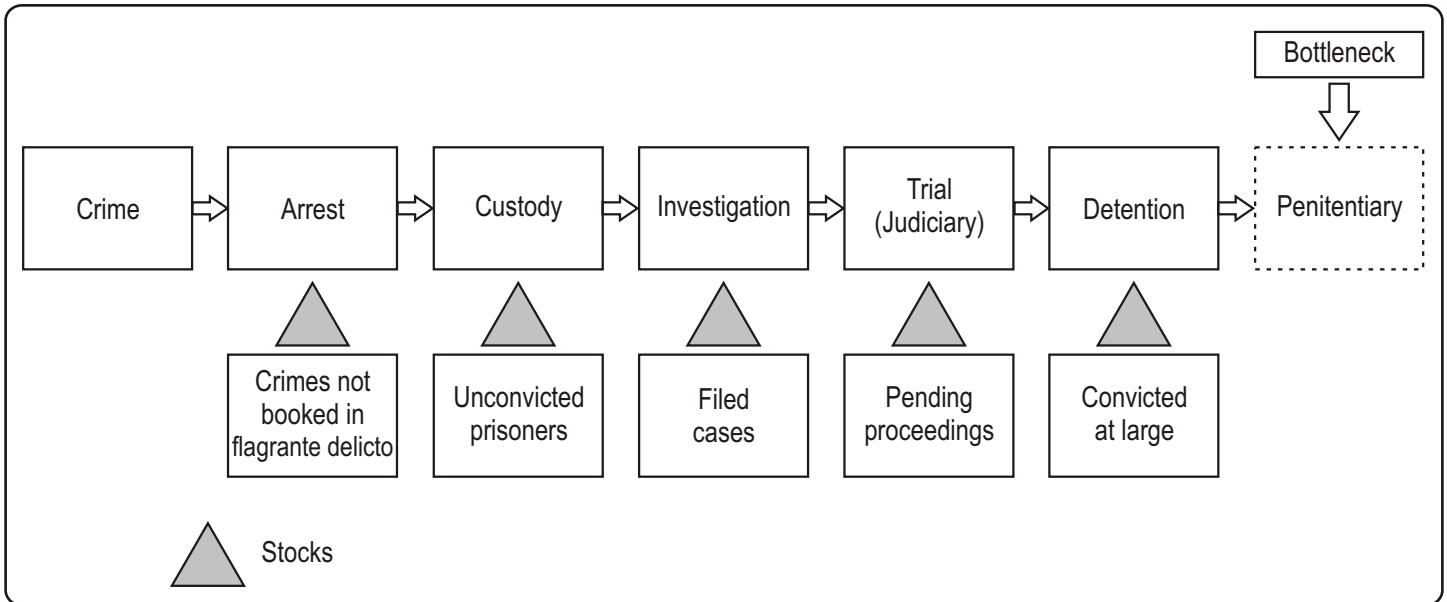 Bottleneck
Crime
Arrest
Custody
Investigation
Trial
(Judiciary)
Detention
Penitentiary
Crimes not
booked in
flagrante delicto
Unconvicted
prisoners
Filed
cases
Pending
proceedings
Convicted
at large
Stocks